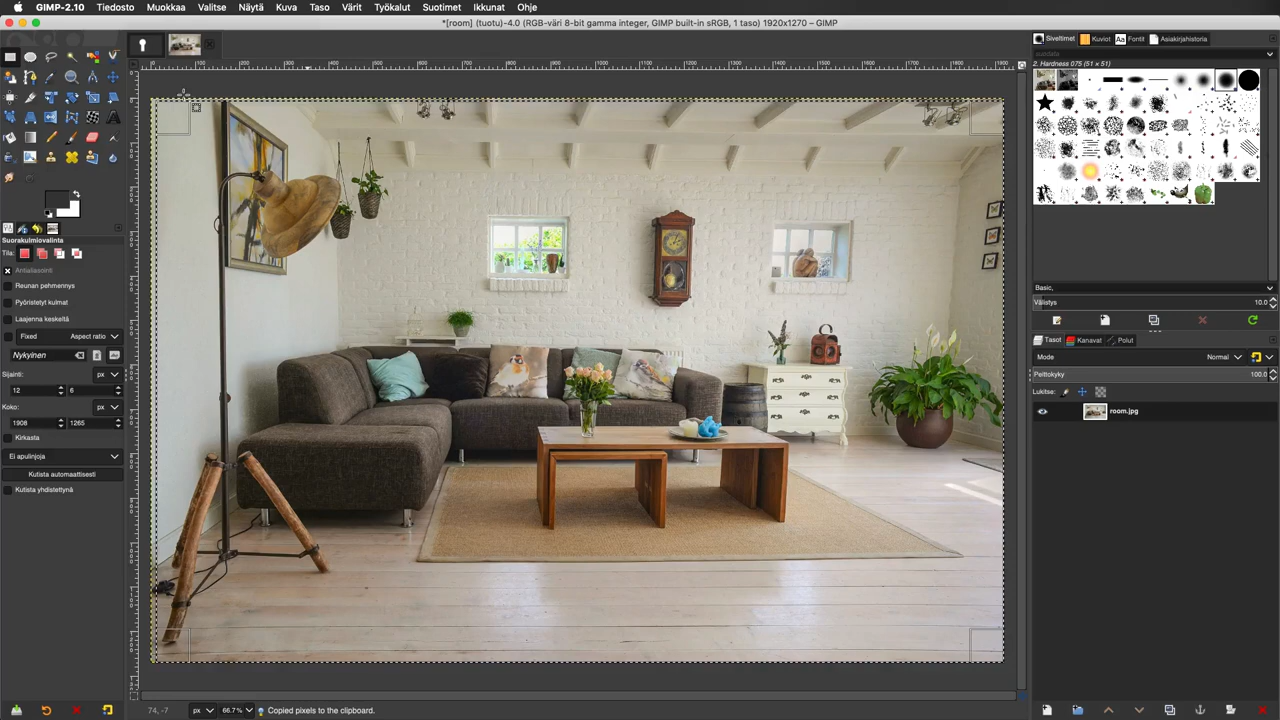 GIMP-2.10 Tiedosto Muokkaa Valitse Näytä Kuva Taso Värit Työkalut Suotimet Ikkunat Ohje
*[room] (tuotu)-4.0 (RGB-väri 8-bit gamma integer, GIMP built-in sRGB, 1 taso) 1920x1270 – GIMP
Siveltimet Kuviot Aa Fontit Asiakirjahistoria
suodata
2. Hardness 075 (51 × 51)
Suorakulmiovalinta
Tila:
Antialiasointi
Reunan pehmennys
Pyöristetyt kulmat
Laajenna keskeltä
Fixed Aspect ratio
Nykyinen
Sijainti: px
12 6
Koko: px
1908 1265
Kirkasta
Ei apulinjoja
Kutista automaattisesti
Kutista yhdistettynä
Basic,
Välistys 10.0
Tasot Kanavat Polut
Mode Normal
Peittokyky 100.0
Lukitse:
room.jpg
74, -7 px 66.7% Copied pixels to the clipboard.